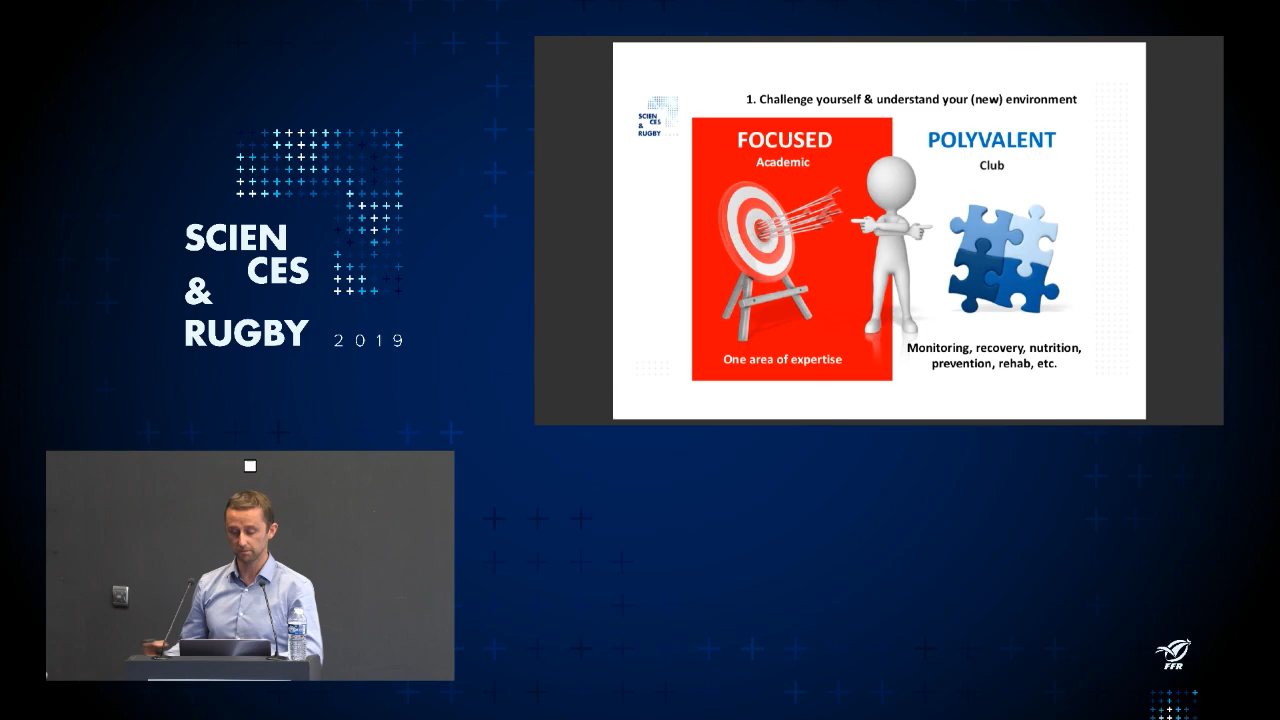 SCIEN
CES
&
RUGBY 2019
1. Challenge yourself & understand your (new) environment
SCIEN
CES
&
RUGBY
FOCUSED
Academic
One area of expertise
POLYVALENT
Club
Monitoring, recovery, nutrition,
prevention, rehab, etc.
FFR